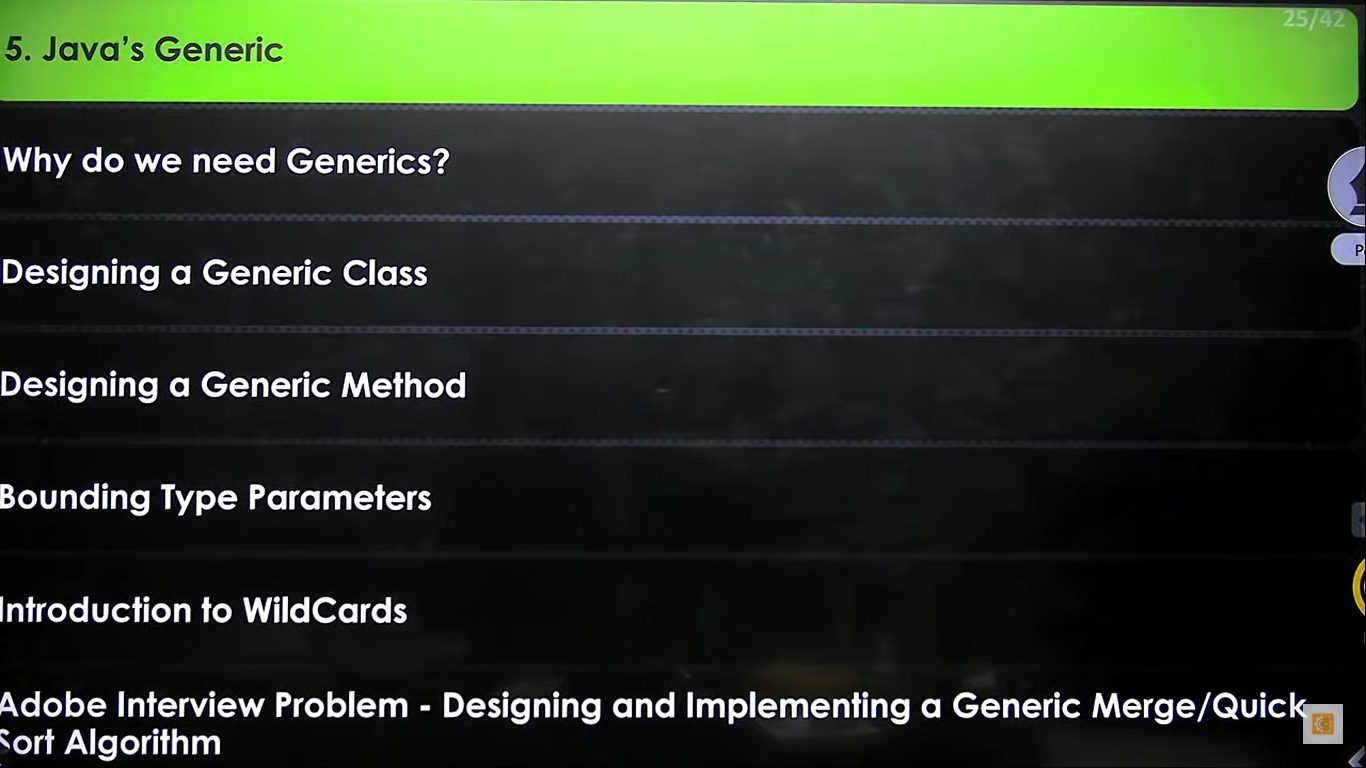 25/42
5. Java's Generic
Why do we need Generics?
Designing a Generic Class
Designing a Generic Method
Bounding Type Parameters
Introduction to WildCards
Adobe Interview Problem - Designing and Implementing a Generic Merge/Quick
Sort Algorithm